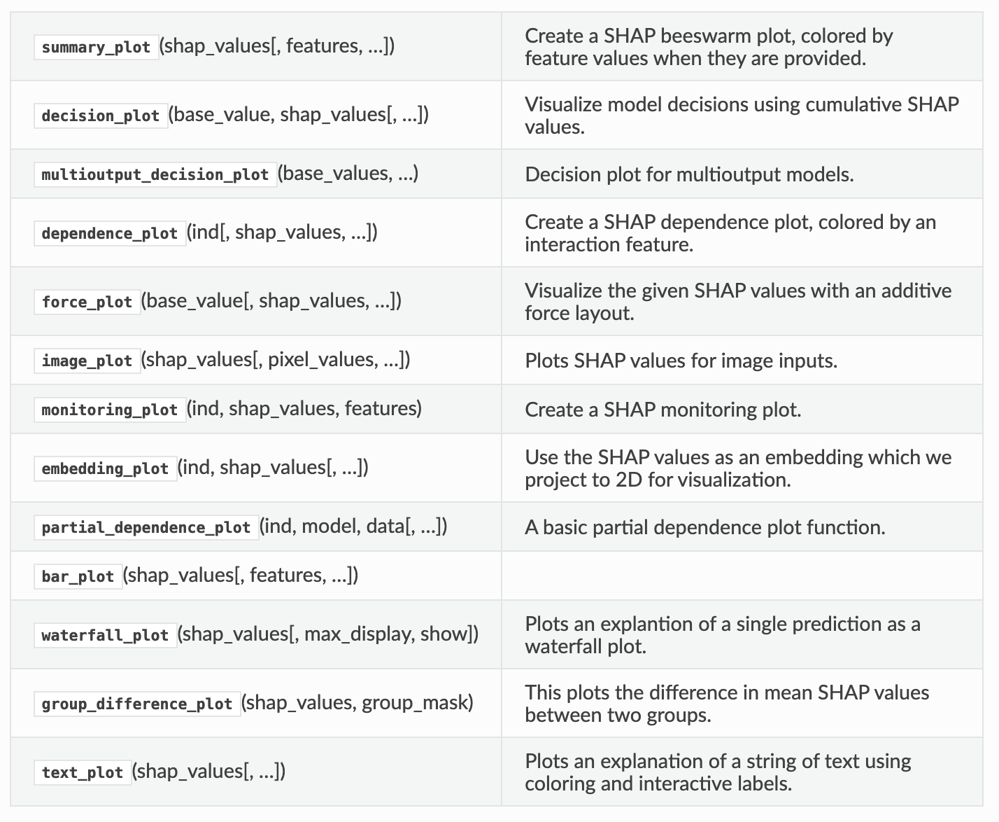 summary_plot(shap_values[, features, ...])
Create a SHAP beeswarm plot, colored by
feature values when they are provided.
decision_plot(base_value, shap_values[, ...])
Visualize model decisions using cumulative SHAP
values.
multioutput_decision_plot(base_values, ...)
Decision plot for multioutput models.
dependence_plot(ind[, shap_values, ...])
Create a SHAP dependence plot, colored by an
interaction feature.
force_plot(base_value[, shap_values, ...])
Visualize the given SHAP values with an additive
force layout.
image_plot(shap_values[, pixel_values, ...])
Plots SHAP values for image inputs.
monitoring_plot(ind, shap_values, features)
Create a SHAP monitoring plot.
embedding_plot(ind, shap_values[, ...])
Use the SHAP values as an embedding which we
project to 2D for visualization.
partial_dependence_plot(ind, model, data[, ...])
A basic partial dependence plot function.
bar_plot(shap_values[, features, ...])
waterfall_plot(shap_values[, max_display, show])
Plots an explantion of a single prediction as a
waterfall plot.
group_difference_plot(shap_values, group_mask)
This plots the difference in mean SHAP values
between two groups.
text_plot(shap_values[, ...])
Plots an explanation of a string of text using
coloring and interactive labels.